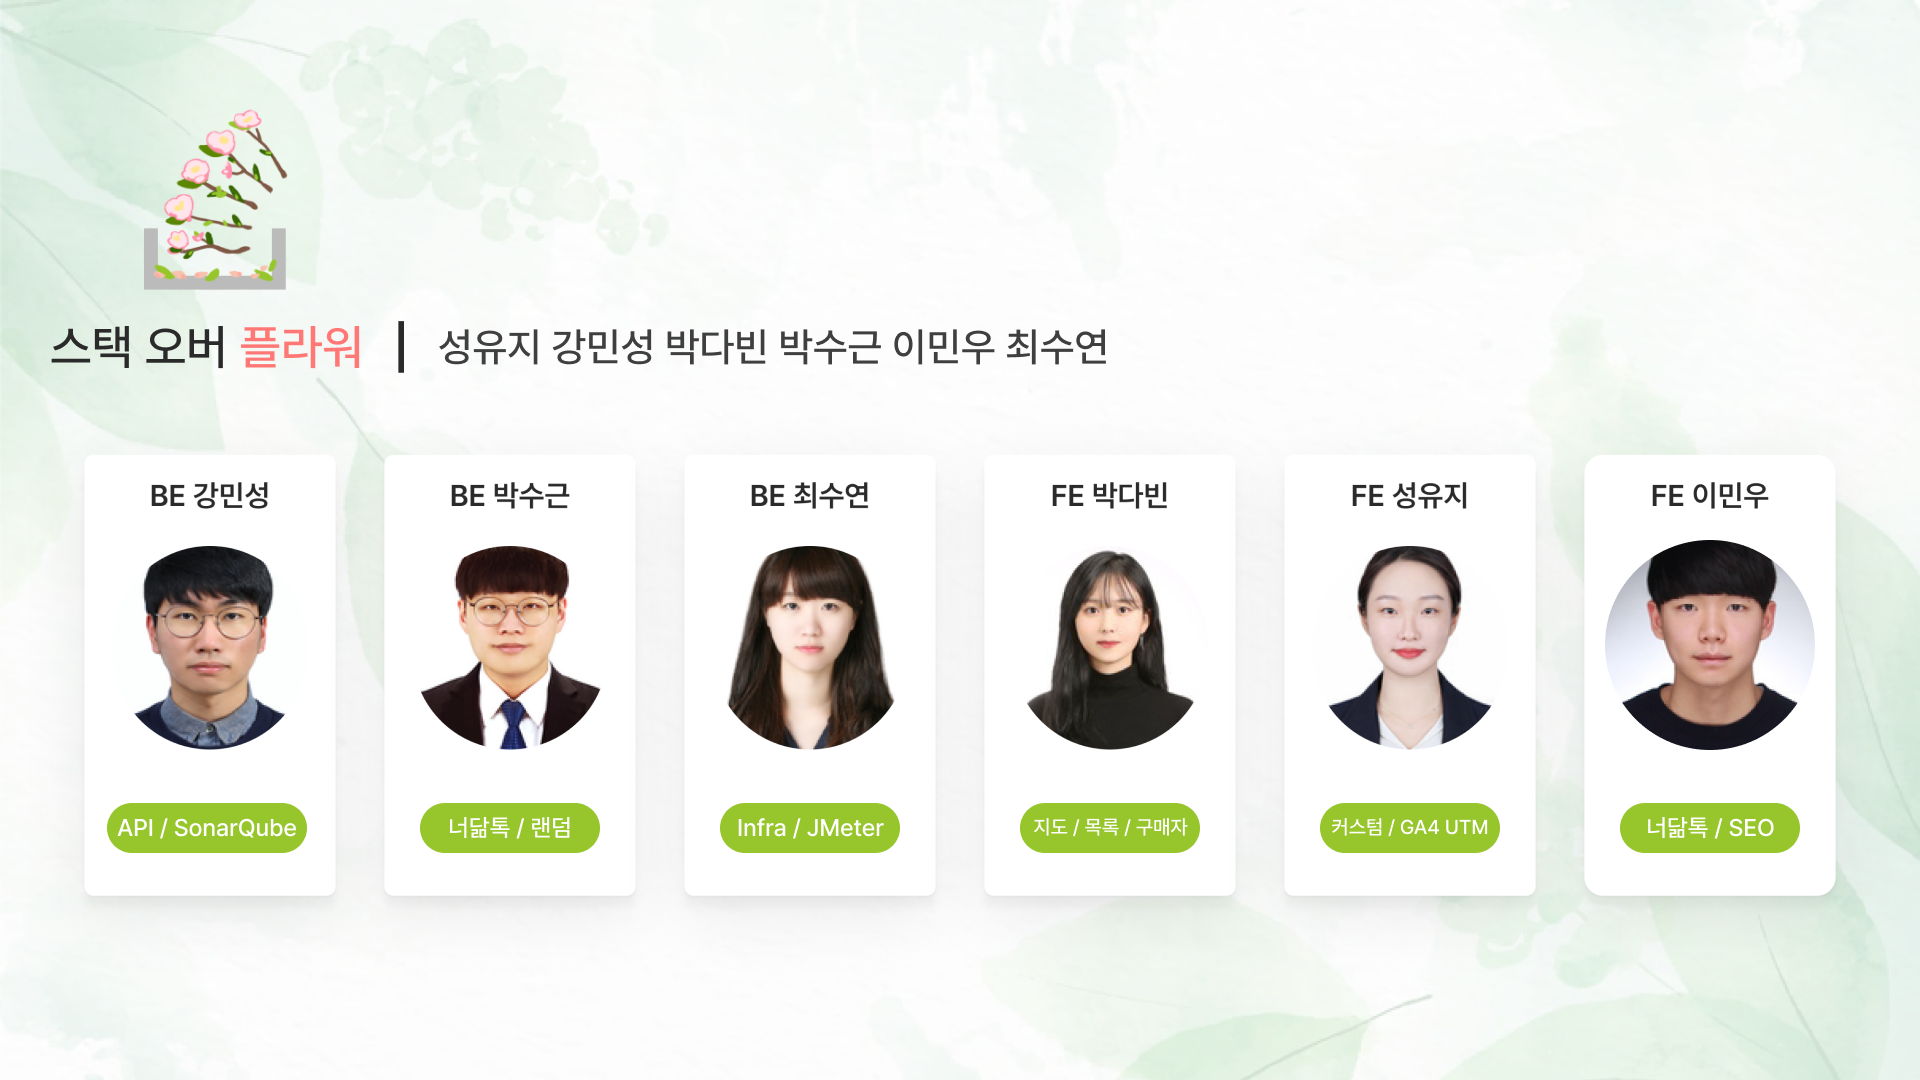 스택 오버 플라워 | 성유지 강민성 박다빈 박수근 이민우 최수연
BE 강민성
API / SonarQube
BE 박수근
너닮톡 / 랜덤
BE 최수연
Infra / JMeter
FE 박다빈
지도 / 목록 / 구매자
FE 성유지
커스텀 / GA4 UTM
FE 이민우
너닮톡 / SEO